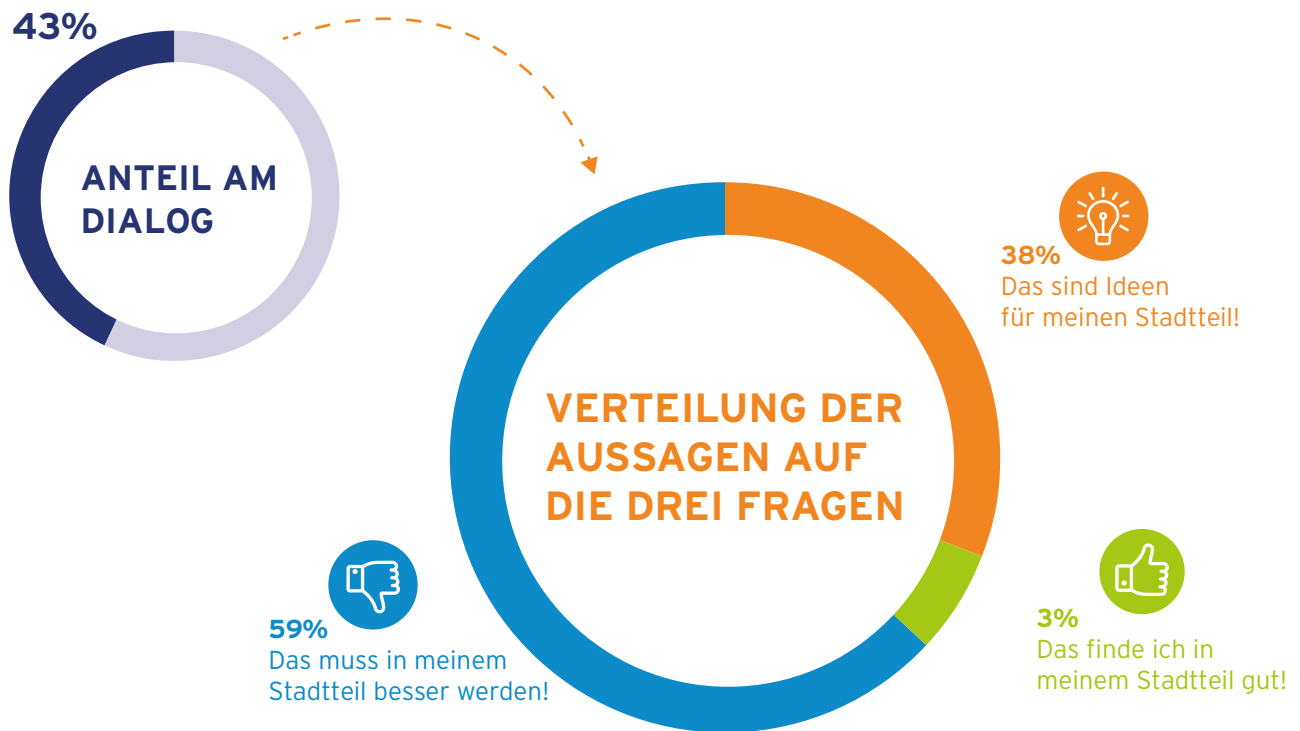 43%
ANTEIL AM
DIALOG
38%
Das sind Ideen
für meinen Stadtteil!
VERTEILUNG DER
AUSSAGEN AUF
DIE DREI FRAGEN
3%
Das finde ich in
meinem Stadtteil gut!
59%
Das muss in meinem
Stadtteil besser werden!